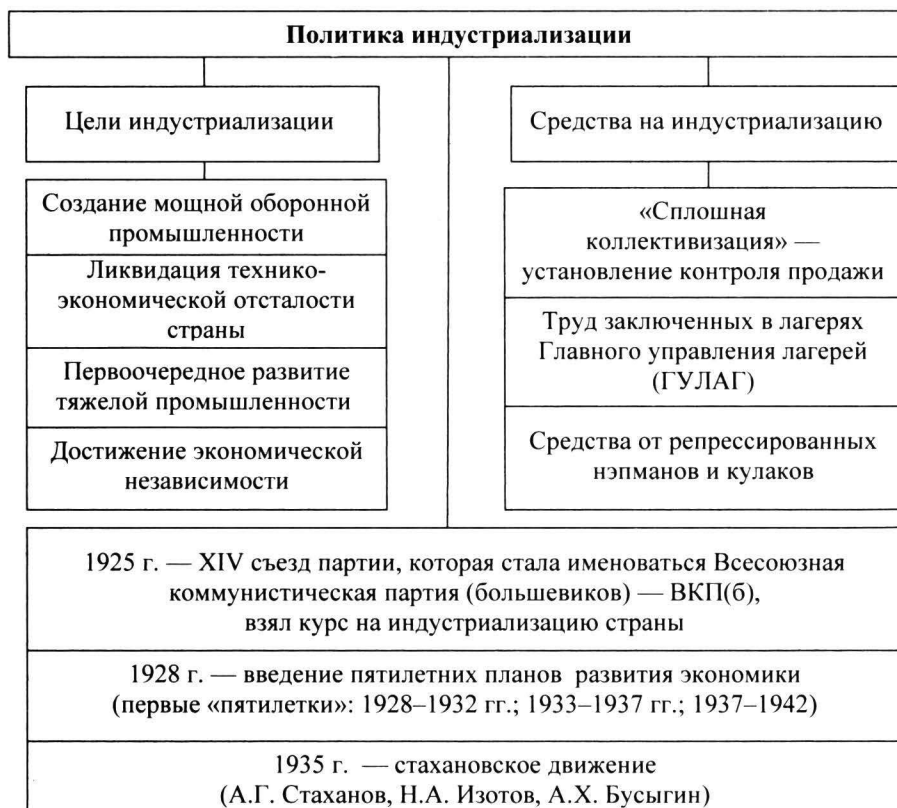 Политика индустриализации
Цели индустриализации
Создание мощной оборонной
промышленности
Ликвидация технико-
экономической отсталости
страны
Первоочередное развитие
тяжелой промышленности
Достижение экономической
независимости
Средства на индустриализацию
«Сплошная
коллективизация» —
установление контроля продажи
Труд заключенных в лагерях
Главного управления лагерей
(ГУЛАГ)
Средства от репрессированных
нэпманов и кулаков
1925 г. — XIV съезд партии, которая стала именоваться Всесоюзная
коммунистическая партия (большевиков) — ВКП(б),
взял курс на индустриализацию страны
1928 г. — введение пятилетних планов развития экономики
(первые «пятилетки»: 1928–1932 гг.; 1933–1937 гг.; 1937–1942)
1935 г. — стахановское движение
(А.Г. Стаханов, Н.А. Изотов, А.Х. Бусыгин)